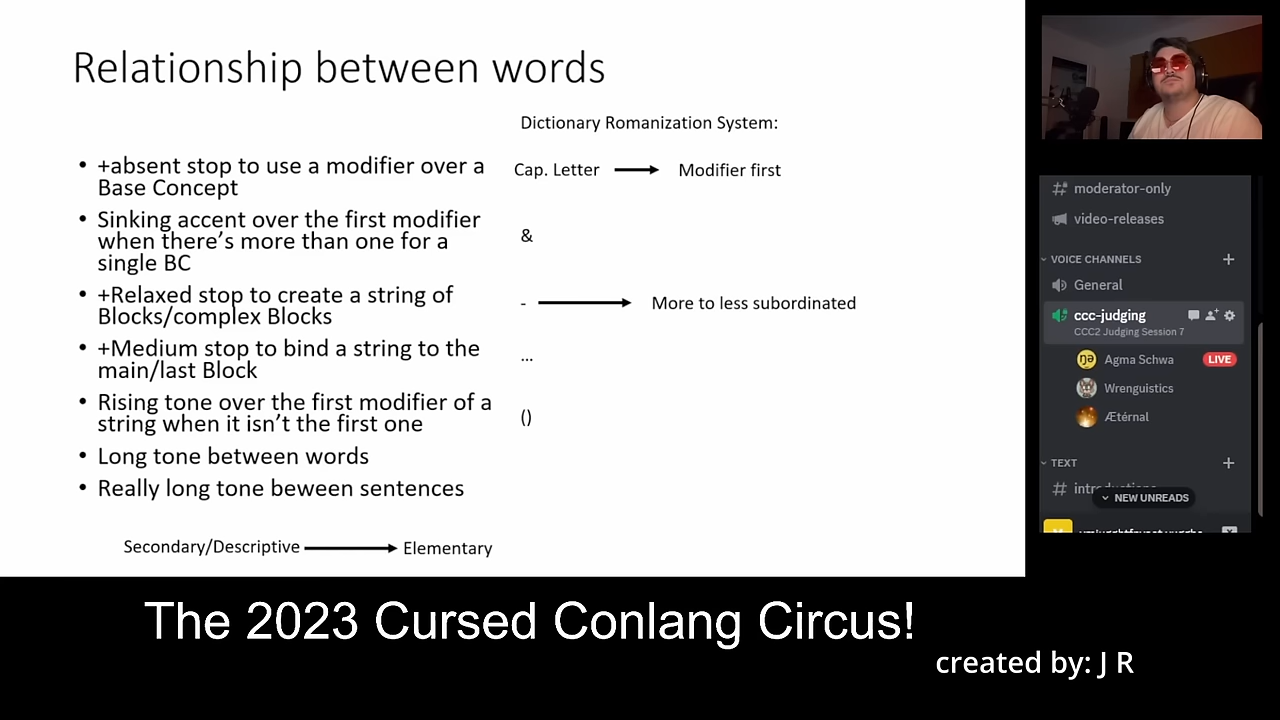 Relationship between words
Dictionary Romanization System:
• +absent stop to use a modifier over a
Base Concept
Cap. Letter
Modifier first
• Sinking accent over the first modifier
when there's more than one for a
single BC
&
• +Relaxed stop to create a string of
Blocks/complex Blocks
-
More to less subordinated
• +Medium stop to bind a string to the
main/last Block
...
• Rising tone over the first modifier of a
string when it isn't the first one
()
• Long tone between words
• Really long tone beween sentences
Secondary/Descriptive
Elementary
# moderator-only
video-releases
VOICE CHANNELS +
General
ccc-judging
CCC2 Judging Session 7
ŋə Agma Schwa LIVE
Wrenguistics
Ætérnal
TEXT +
#
NEW UNREADS
The 2023 Cursed Conlang Circus!
created by: J R